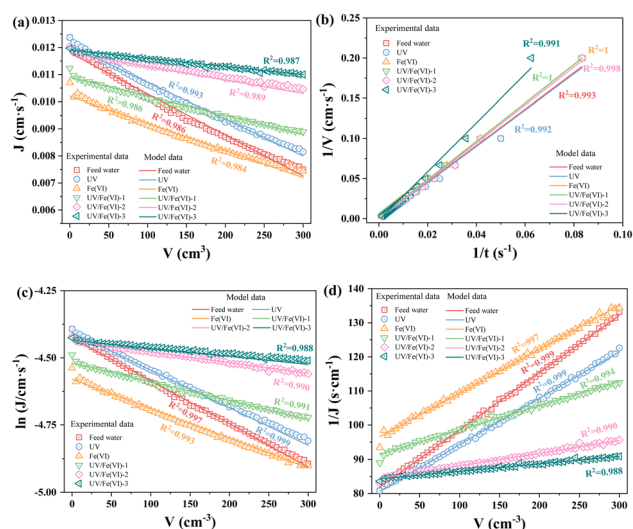 (a)
0.013
0.012
0.011
0.010
0.009
0.008
0.007
0.006
J (cm·s⁻¹)
R²=0.987
R²=0.989
R²=0.993
R²=0.986
R²=0.986
R²=0.984
Experimental data
Feed water
UV
Fe(VI)
UV/Fe(VI)-1
UV/Fe(VI)-2
UV/Fe(VI)-3
Model data
Feed water
UV
Fe(VI)
UV/Fe(VI)-1
UV/Fe(VI)-2
UV/Fe(VI)-3
0 50 100 150 200 250 300
V (cm³)
(b)
0.25
0.20
0.15
0.10
0.05
0.00
1/V (cm⁻³)
Experimental data
Feed water
UV
Fe(VI)
UV/Fe(VI)-1
UV/Fe(VI)-2
UV/Fe(VI)-3
R²=0.991
R²=1
R²=1
R²=0.998
R²=0.993
R²=0.992
Model data
Feed water
UV
Fe(VI)
UV/Fe(VI)-1
UV/Fe(VI)-2
UV/Fe(VI)-3
0.00 0.02 0.04 0.06 0.08 0.10
1/t (s⁻¹)
(c)
-4.25
-4.50
-4.75
-5.00
ln (J/cm·s⁻¹)
Model data
Feed water
Fe(VI)
UV/Fe(VI)-2
UV
UV/Fe(VI)-1
UV/Fe(VI)-3
R²=0.988
R²=0.990
R²=0.991
R²=0.997
R²=0.999
R²=0.993
Experimental data
Feed water
UV
Fe(VI)
UV/Fe(VI)-1
UV/Fe(VI)-2
UV/Fe(VI)-3
0 50 100 150 200 250 300
V (cm⁻³)
(d)
140
130
120
110
100
90
80
1/J (s·cm⁻¹)
Experimental data
Feed water
UV
Fe(VI)
UV/Fe(VI)-1
UV/Fe(VI)-2
UV/Fe(VI)-3
Model data
Feed water
UV
Fe(VI)
UV/Fe(VI)-1
UV/Fe(VI)-2
UV/Fe(VI)-3
R²=997
R²=0.999
R²=0.999
R²=0.994
R²=0.990
R²=0.988
0 50 100 150 200 250 300
V (cm⁻³)